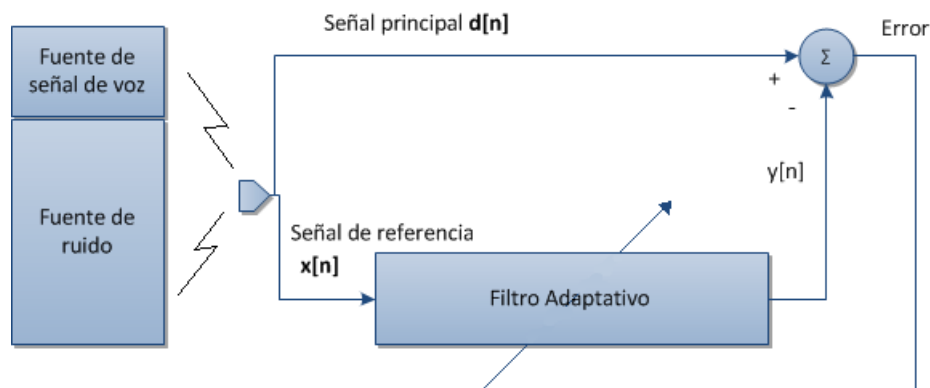 Fuente de
señal de voz
Fuente de
ruido
Señal principal d[n]
Error
Σ
+
-
y[n]
Señal de referencia
x[n]
Filtro Adaptativo